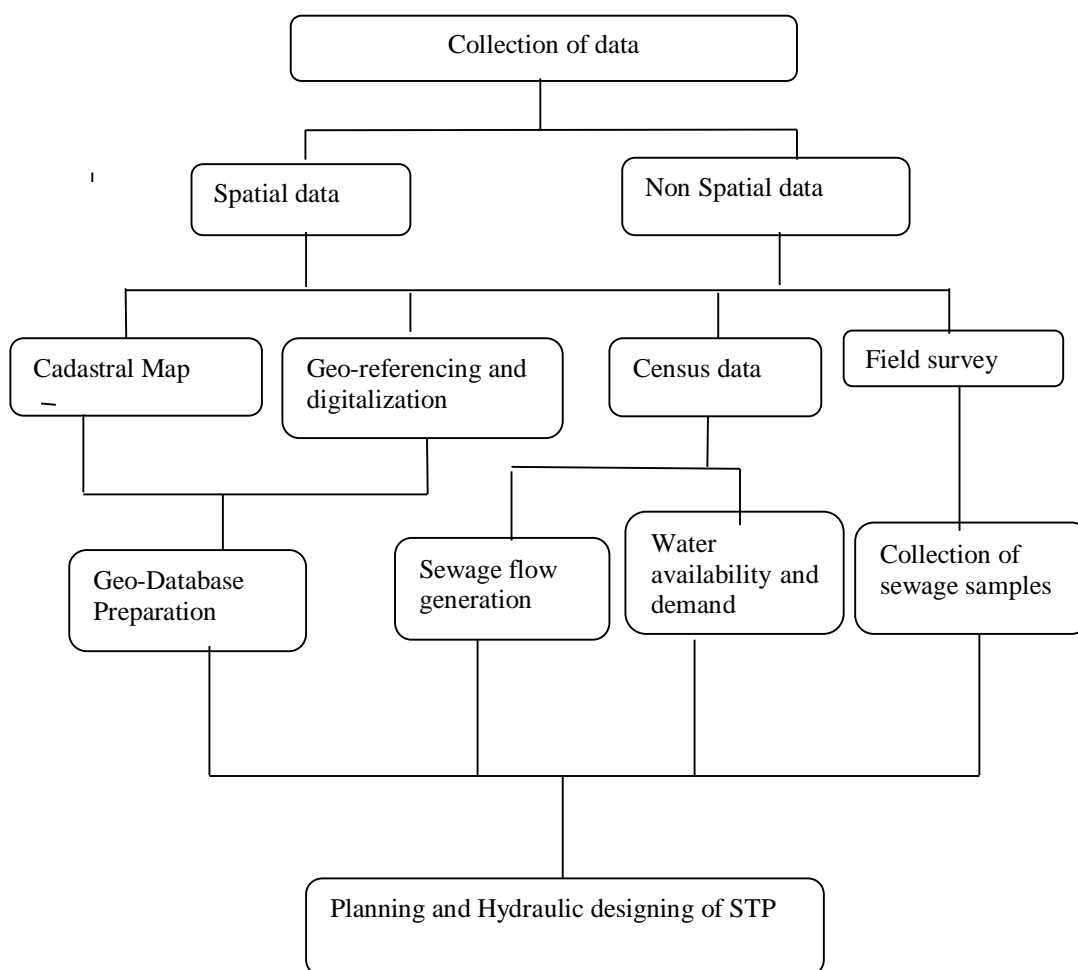 Collection of data
Spatial data
Non Spatial data
Cadastral Map
Geo-referencing and
digitalization
Census data
Field survey
Geo-Database
Preparation
Sewage flow
generation
Water
availability and
demand
Collection of
sewage samples
Planning and Hydraulic designing of STP